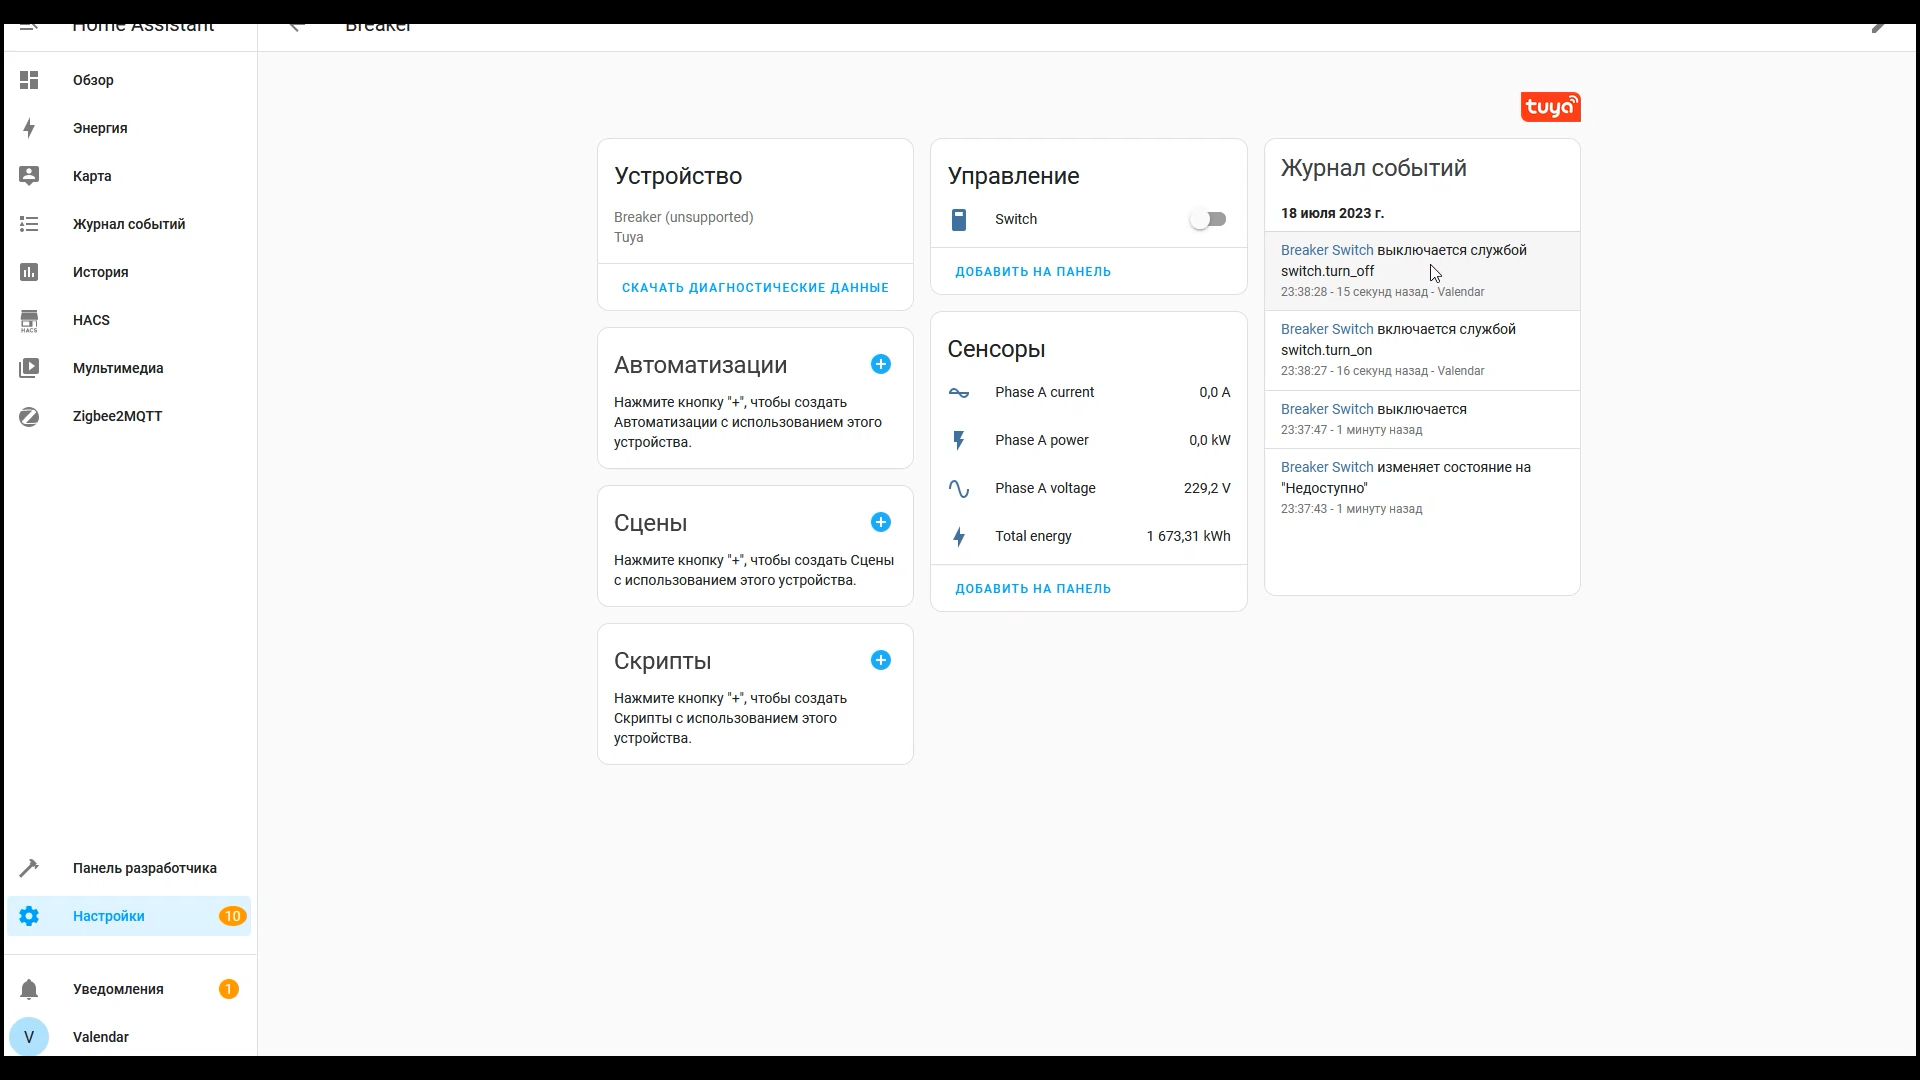 Home Assistant
Breaker
Обзор
Энергия
Карта
Журнал событий
История
HACS
HACS
Мультимедиа
Zigbee2MQTT
Панель разработчика
Настройки
10
Уведомления
1
V
Valendar
Устройство
Breaker (unsupported)
Tuya
СКАЧАТЬ ДИАГНОСТИЧЕСКИЕ ДАННЫЕ
Автоматизации
Нажмите кнопку "+", чтобы создать
Автоматизации с использованием этого
устройства.
Сцены
Нажмите кнопку "+", чтобы создать Сцены
с использованием этого устройства.
Скрипты
Нажмите кнопку "+", чтобы создать
Скрипты с использованием этого
устройства.
Управление
Switch
ДОБАВИТЬ НА ПАНЕЛЬ
Сенсоры
Phase A current 0,0 A
Phase A power 0,0 kW
Phase A voltage 229,2 V
Total energy 1 673,31 kWh
ДОБАВИТЬ НА ПАНЕЛЬ
tuya
Журнал событий
18 июля 2023 г.
Breaker Switch выключается службой
switch.turn_off
23:38:28 - 15 секунд назад - Valendar
Breaker Switch включается службой
switch.turn_on
23:38:27 - 16 секунд назад - Valendar
Breaker Switch выключается
23:37:47 - 1 минуту назад
Breaker Switch изменяет состояние на
"Недоступно"
23:37:43 - 1 минуту назад